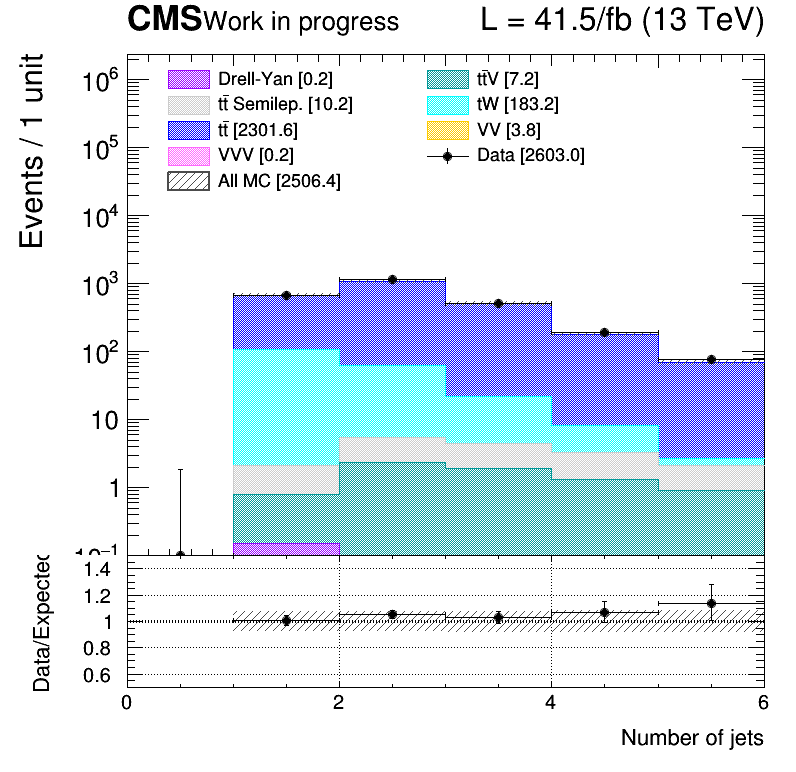 CMS Work in progress L = 41.5/fb (13 TeV)
Events / 1 unit
10⁶
10⁵
10⁴
10³
10²
10
1
10⁻¹
Drell-Yan [0.2] tt̄V [7.2]
tt̄ Semilep. [10.2] tW [183.2]
tt̄ [2301.6] VV [3.8]
VVV [0.2] Data [2603.0]
All MC [2506.4]
Data/Expected
1.4
1.2
1
0.8
0.6
0 2 4 6
Number of jets